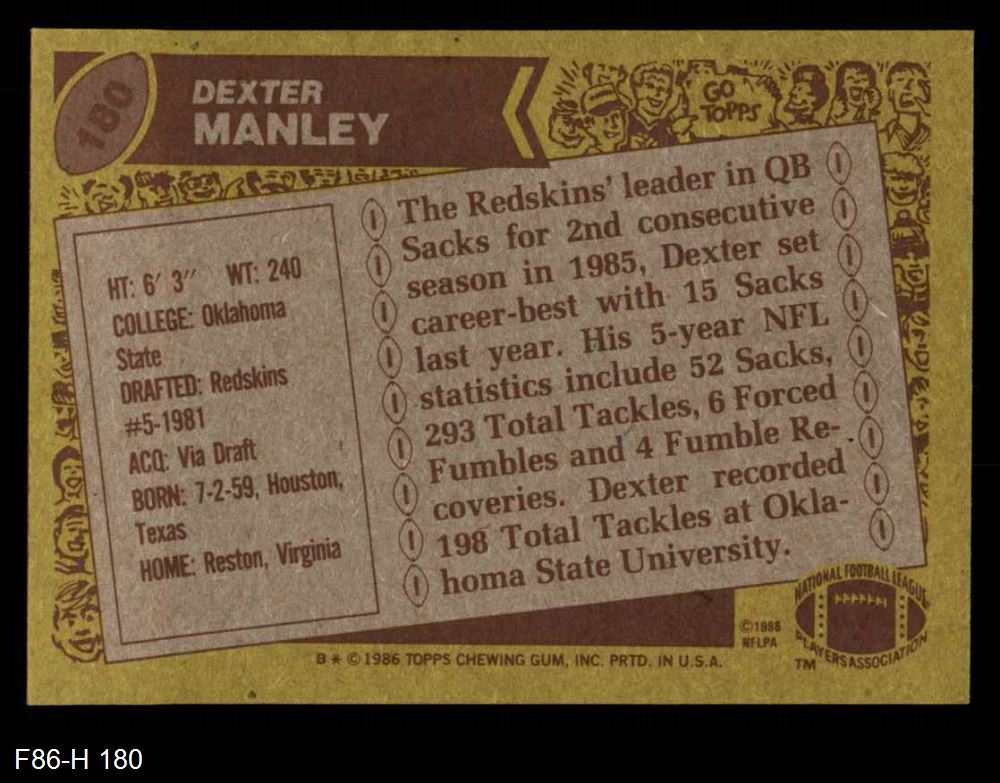 180
DEXTER
MANLEY
GO
TOPPS
HT: 6' 3" WT: 240
COLLEGE: Oklahoma
State
DRAFTED: Redskins
#5-1981
ACQ: Via Draft
BORN: 7-2-59, Houston,
Texas
HOME: Reston, Virginia
The Redskins' leader in QB
Sacks for 2nd consecutive
season in 1985, Dexter set
career-best with 15 Sacks
last year. His 5-year NFL
statistics include 52 Sacks,
293 Total Tackles, 6 Forced
Fumbles and 4 Fumble Re-
coveries. Dexter recorded
198 Total Tackles at Okla-
homa State University.
©1986
NFLPA
NATIONAL FOOTBALL LEAGUE
PLAYERS ASSOCIATION
TM
B * © 1986 TOPPS CHEWING GUM, INC. PRTD. IN U.S.A.
F86-H 180